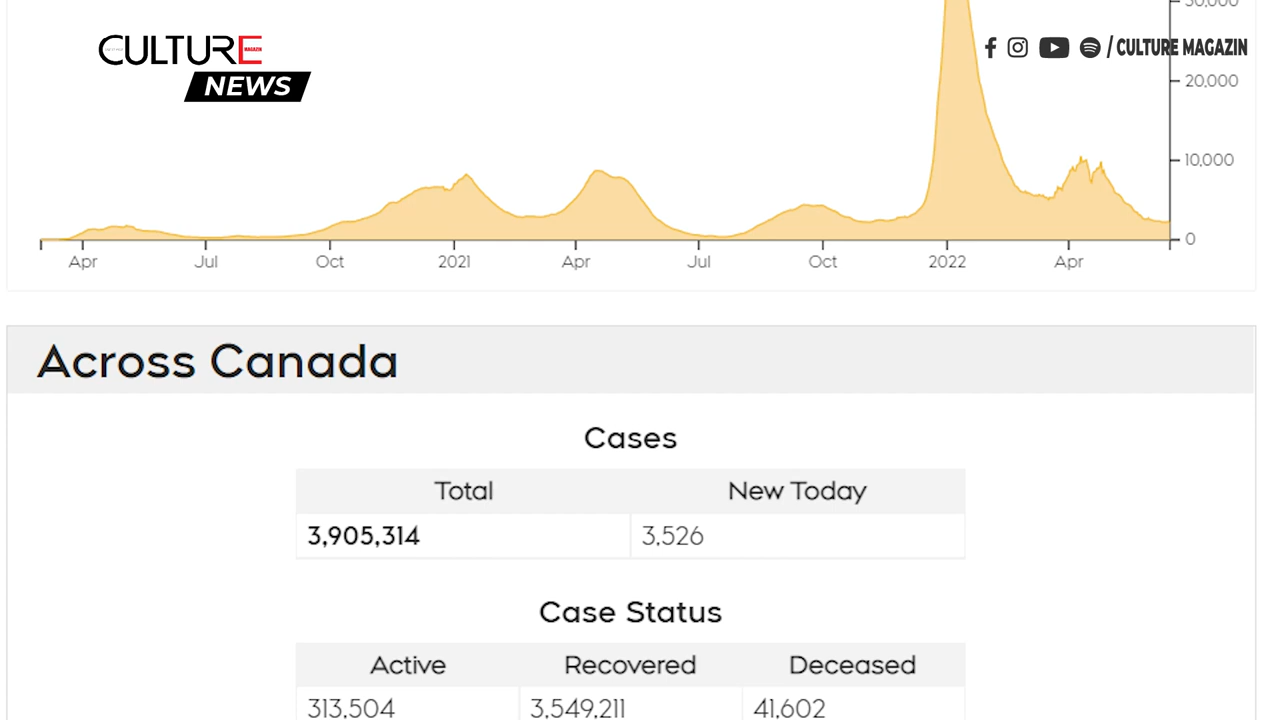 30,000
CULTURE MAGAZIN
NEWS
/ CULTURE MAGAZIN
20,000
10,000
0
Apr Jul Oct 2021 Apr Jul Oct 2022 Apr
Across Canada
Cases
Total New Today
3,905,314 3,526
Case Status
Active Recovered Deceased
313,504 3,549,211 41,602